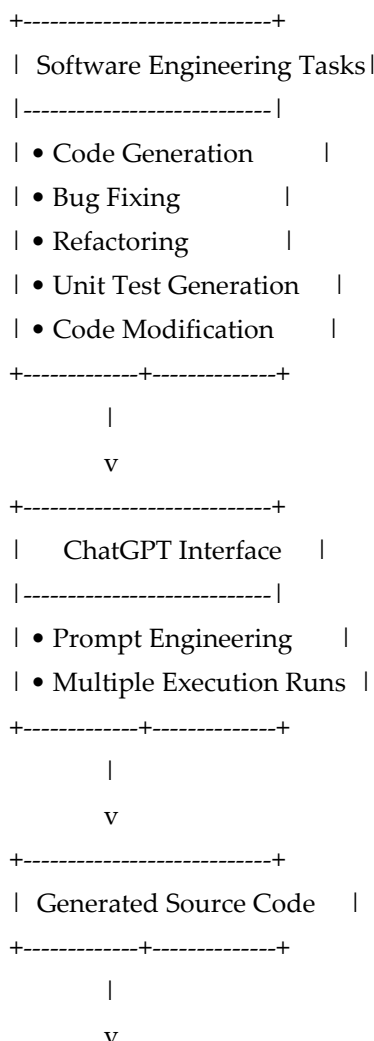 +----------------------------+
| Software Engineering Tasks|
|----------------------------|
| • Code Generation |
| • Bug Fixing |
| • Refactoring |
| • Unit Test Generation |
| • Code Modification |
+-------------+--------------+
|
v
+----------------------------+
| ChatGPT Interface |
|----------------------------|
| • Prompt Engineering |
| • Multiple Execution Runs |
+-------------+--------------+
|
v
+----------------------------+
| Generated Source Code |
+-------------+--------------+
|
v